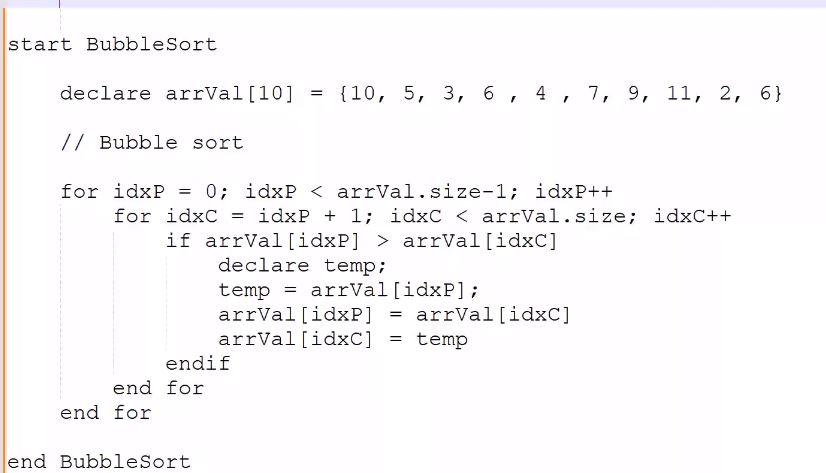 start BubbleSort
declare arrVal[10] = {10, 5, 3, 6 , 4 , 7, 9, 11, 2, 6}
// Bubble sort
for idxP = 0; idxP < arrVal.size-1; idxP++
for idxC = idxP + 1; idxC < arrVal.size; idxC++
if arrVal[idxP] > arrVal[idxC]
declare temp;
temp = arrVal[idxP];
arrVal[idxP] = arrVal[idxC]
arrVal[idxC] = temp
endif
end for
end for
end BubbleSort